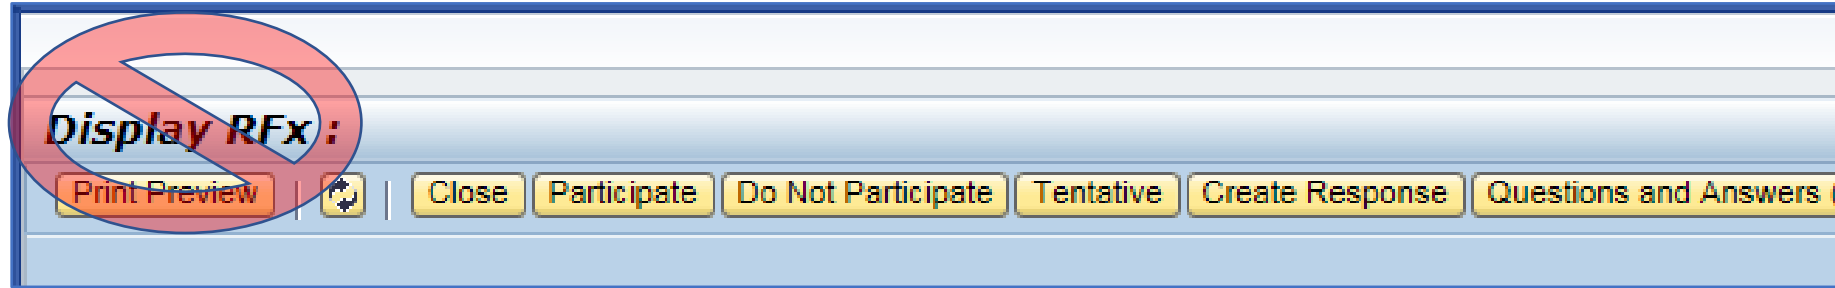 Display RFx :
Print Preview Close Participate Do Not Participate Tentative Create Response Questions and Answers (